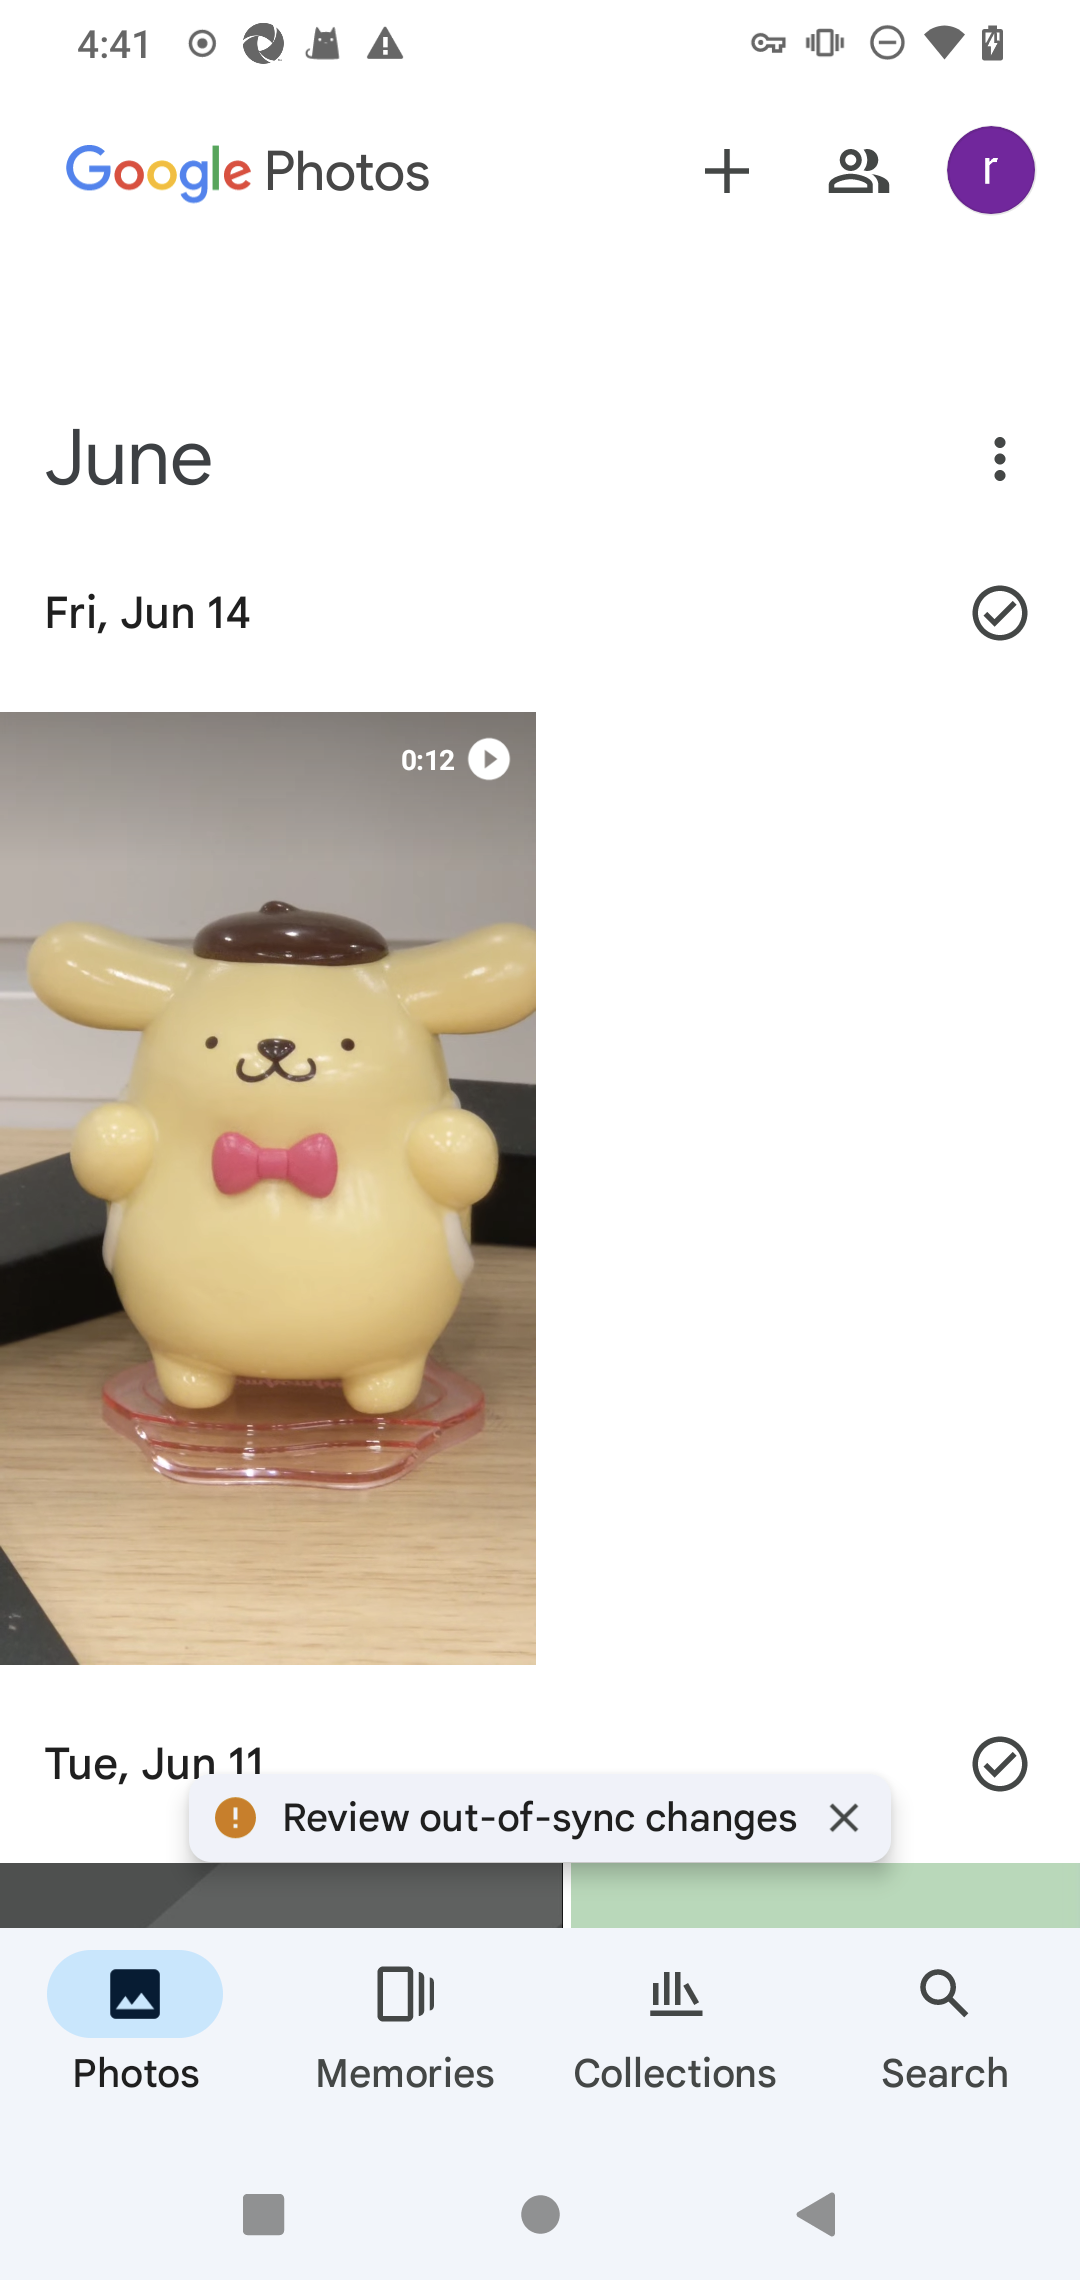 4:41
Google Photos
r
June
Fri, Jun 14
0:12
Tue, Jun 11
Review out-of-sync changes
Photos
Memories
Collections
Search